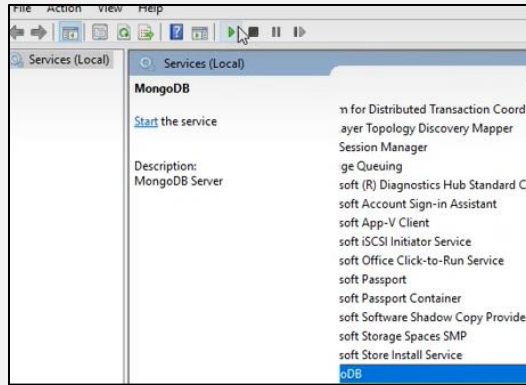 File Action View Help
Services (Local)
Services (Local)
MongoDB
Start the service
Description:
MongoDB Server
n for Distributed Transaction Coord
ayer Topology Discovery Mapper
Session Manager
ge Queuing
soft (R) Diagnostics Hub Standard C
soft Account Sign-in Assistant
soft App-V Client
soft iSCSI Initiator Service
soft Office Click-to-Run Service
soft Passport
soft Passport Container
soft Software Shadow Copy Provide
soft Storage Spaces SMP
soft Store Install Service
oDB